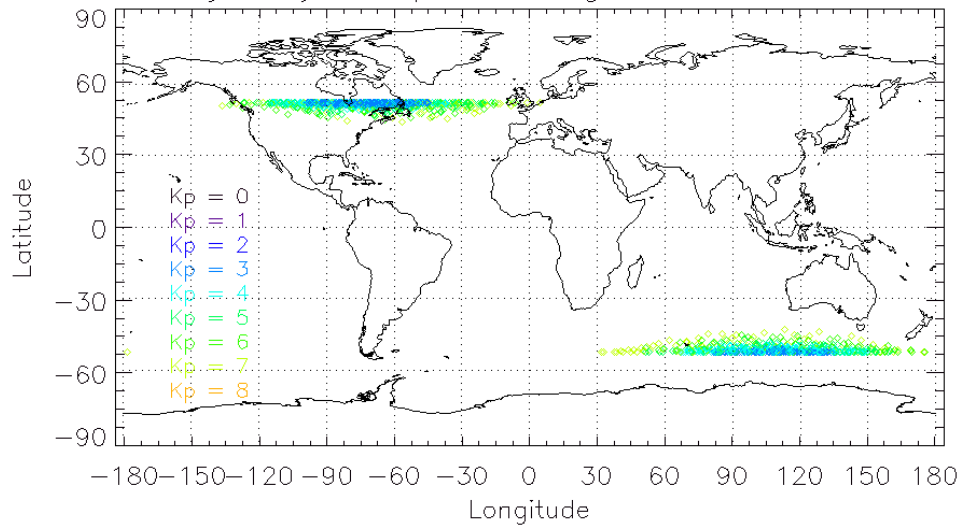 90
60
30
0
−30
−60
−90
Latitude
Kp = 0
Kp = 1
Kp = 2
Kp = 3
Kp = 4
Kp = 5
Kp = 6
Kp = 7
Kp = 8
−180 −150 −120 −90 −60 −30 0 30 60 90 120 150 180
Longitude